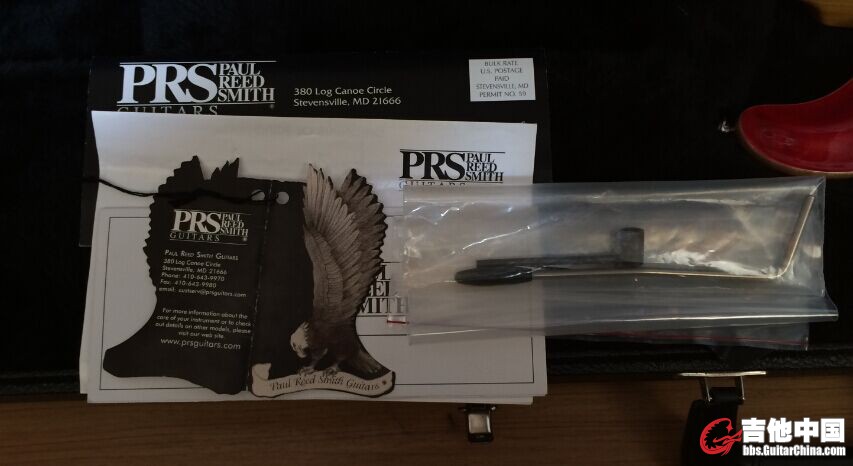 PRS PAUL
REED
SMITH
GUITARS
380 Log Canoe Circle
Stevensville, MD 21666
BULK RATE
U.S. POSTAGE
PAID
STEVENSVILLE, MD
PERMIT NO. 59
PRS PAUL
REED
SMITH
GUITARS
PRS PAUL
REED
SMITH
GUITARS
PAUL REED SMITH GUITARS
380 Log Canoe Circle
Stevensville, MD 21666
Phone: 410-643-9970
Fax: 410-643-9980
email: custserv@prsguitars.com
For more information about the
care of your instrument or to check
out details on other models, please
visit our web site.
www.prsguitars.com
Paul Reed Smith Guitars
PAUL
REED
SMITH
吉他中国
bbs.GuitarChina.com